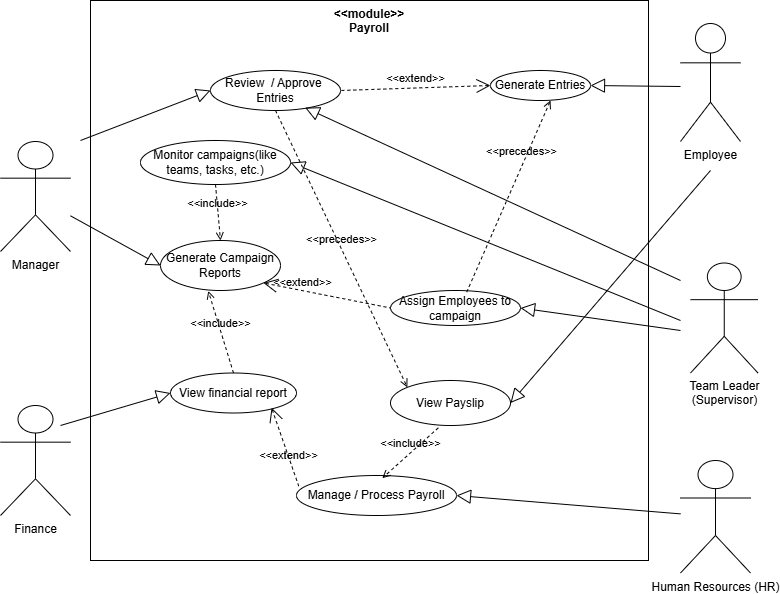 <<module>>
Payroll
Review / Approve
Entries
<<extend>>
Generate Entries
Employee
Monitor campaigns(like
teams, tasks, etc.)
<<precedes>>
<<include>>
Manager
Generate Campaign
Reports
<<precedes>>
<<extend>>
Assign Employees to
campaign
<<include>>
Team Leader
(Supervisor)
View financial report
View Payslip
Finance
<<extend>>
<<include>>
Manage / Process Payroll
Human Resources (HR)